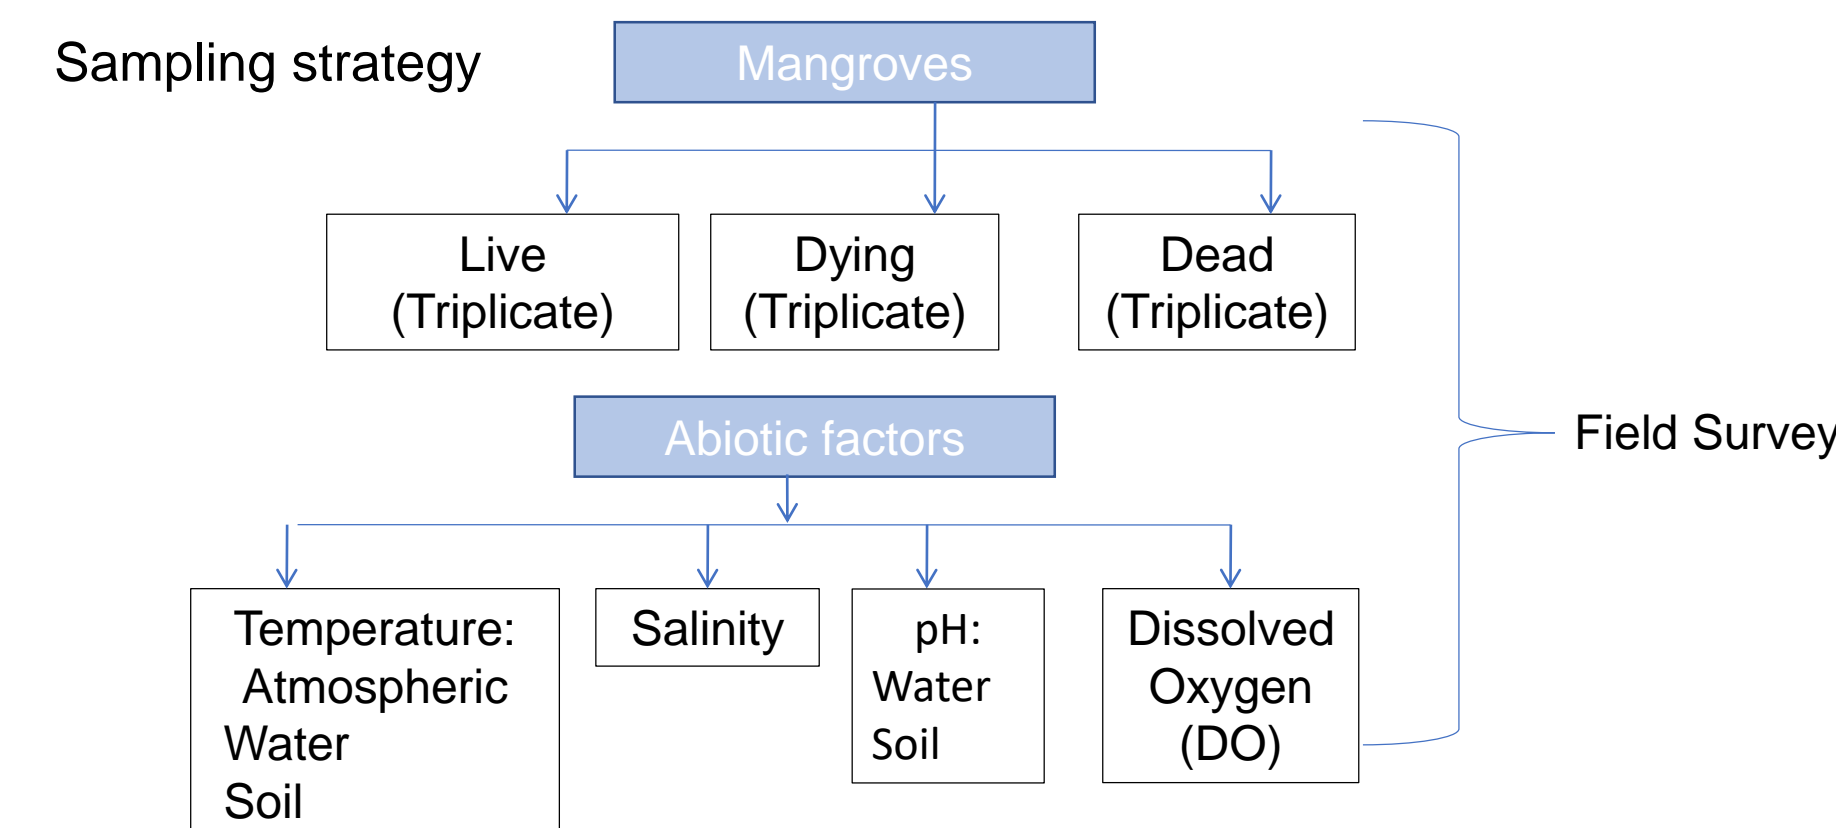 Sampling strategy
Mangroves
Live
(Triplicate)
Dying
(Triplicate)
Dead
(Triplicate)
Abiotic factors
Field Survey
Temperature:
Atmospheric
Water
Soil
Salinity
pH:
Water
Soil
Dissolved
Oxygen
(DO)